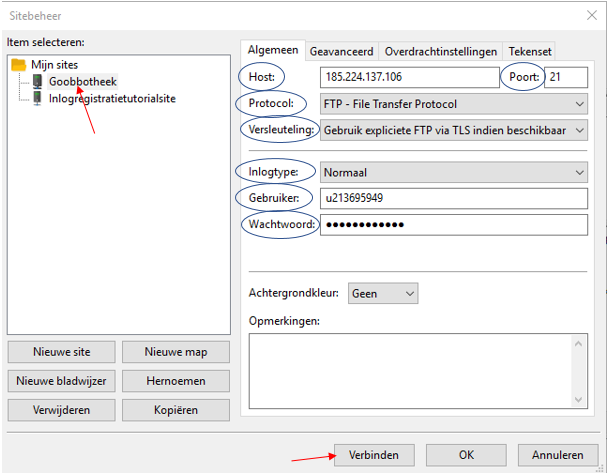 Sitebeheer
Item selecteren:
Mijn sites
Goobbotheek
Inlogregistratietutorialsite
Nieuwe site Nieuwe map
Nieuwe bladwijzer Hernoemen
Verwijderen Kopiëren
Algemeen Geavanceerd Overdrachtinstellingen Tekenset
Host: 185.224.137.106 Poort: 21
Protocol: FTP - File Transfer Protocol
Versleuteling: Gebruik expliciete FTP via TLS indien beschikbaar
Inlogtype: Normaal
Gebruiker: u213695949
Wachtwoord: ●●●●●●●●●●●●
Achtergrondkleur: Geen
Opmerkingen:
Verbinden OK Annuleren